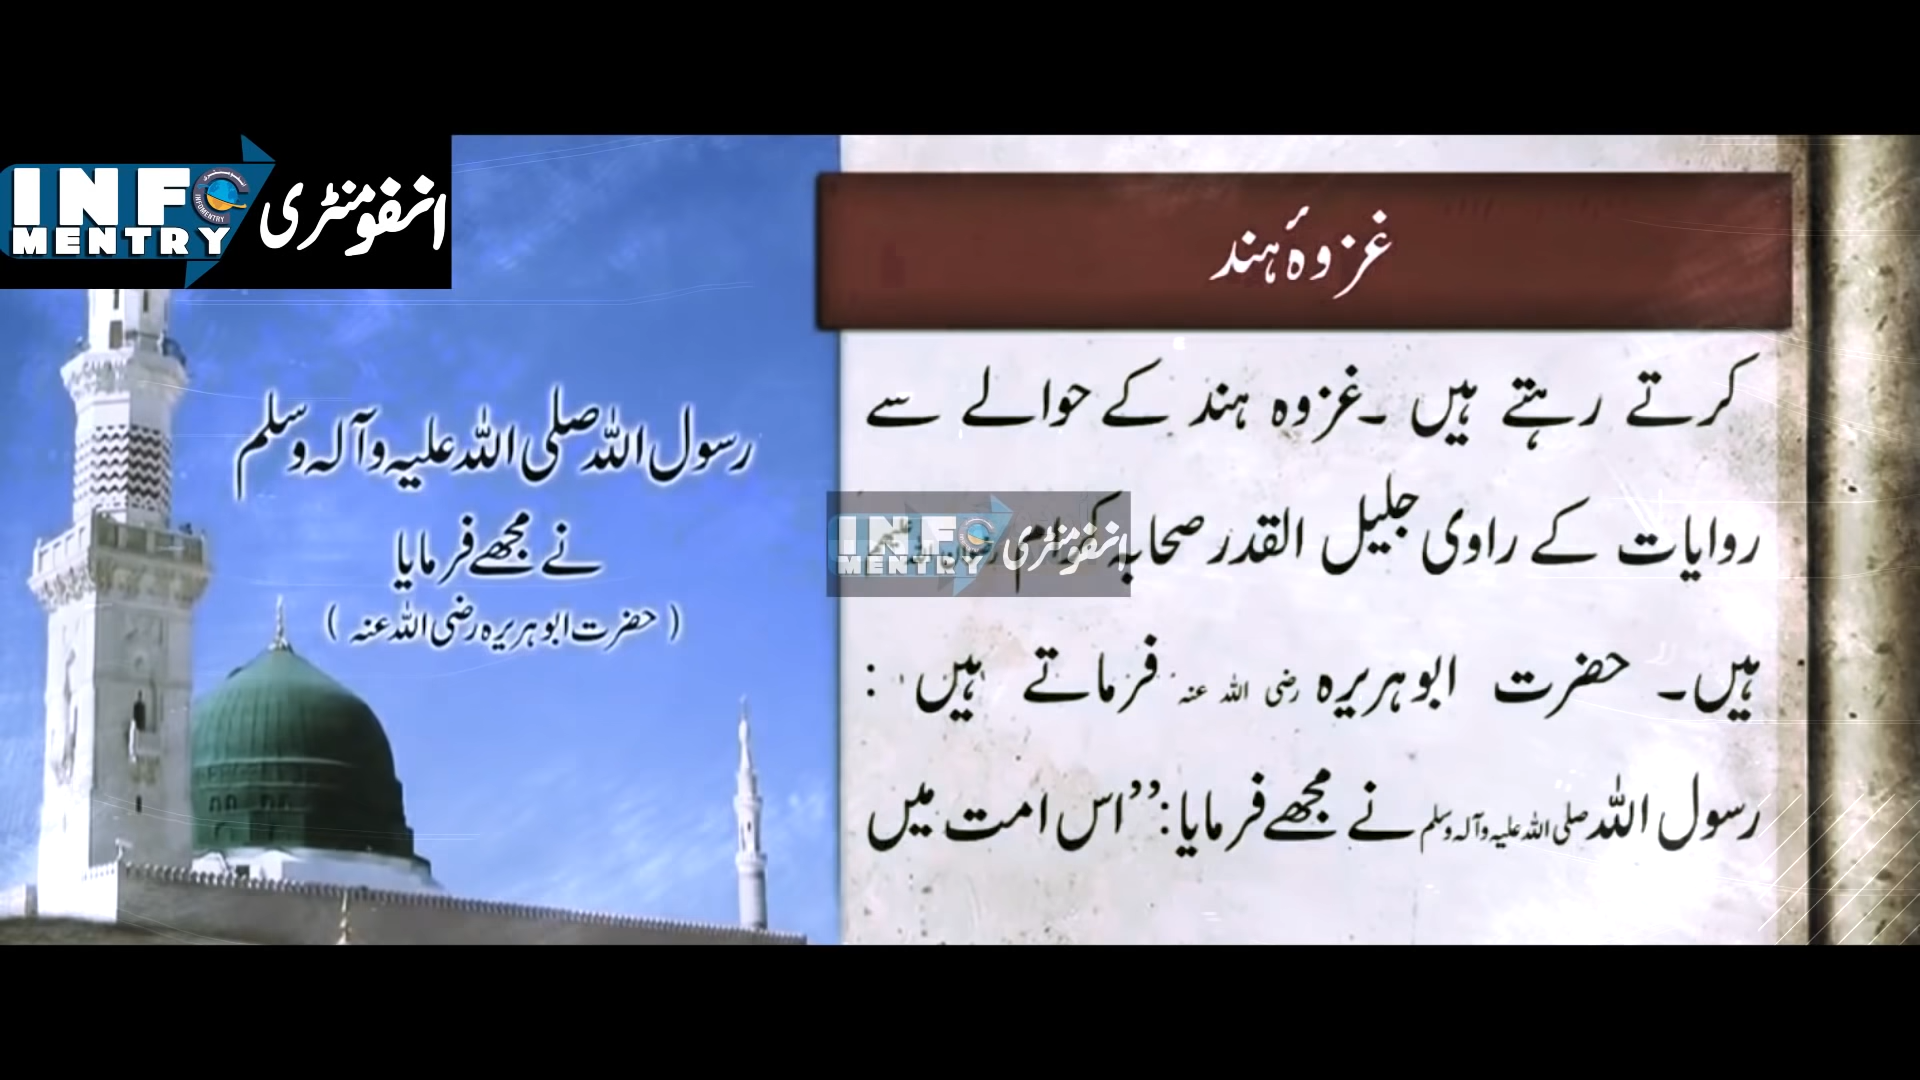 INFO
MENTRY
انفومنٹری
غزوۂ ہند
رسول اللہ صلی اللہ علیہ وآلہ وسلم
نے مجھے فرمایا
( حضرت ابو ہریرہ رضی اللہ عنہ )
کرتے رہتے ہیں ۔ غزوہ ہند کے حوالے سے
روایات کے راوی جلیل القدر صحابہ کرام
ہیں۔ حضرت ابوہریرہ رضی اللہ عنہ فرماتے ہیں :
رسول اللہ صلی اللہ علیہ وآلہ وسلم نے مجھے فرمایا: ”اس امت میں
INFO
MENTRY
انفومنٹری